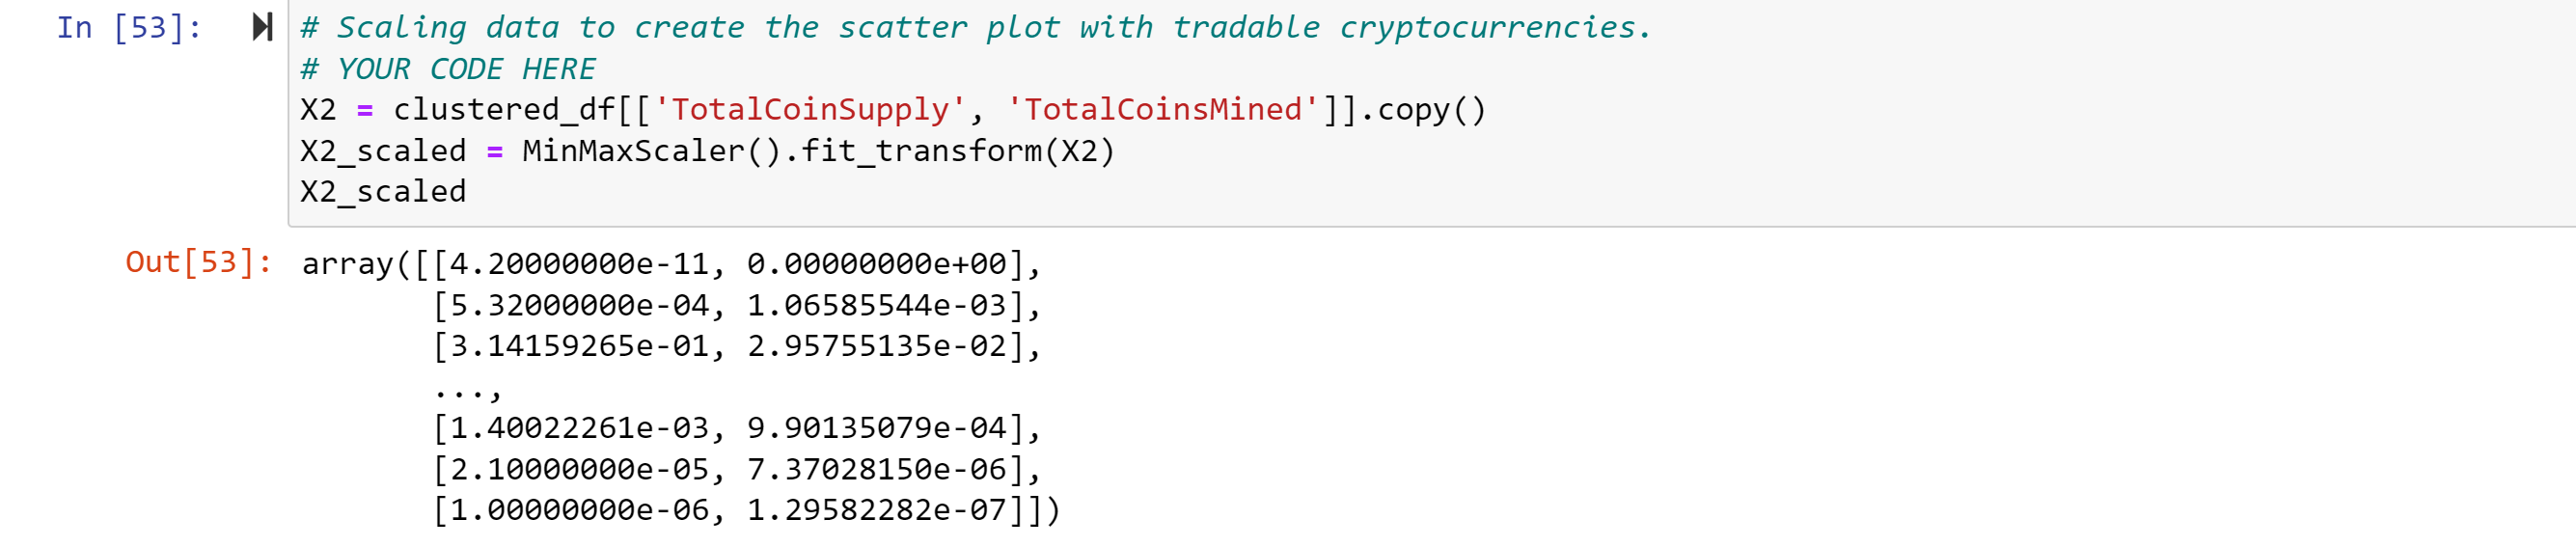 In [53]:
# Scaling data to create the scatter plot with tradable cryptocurrencies.
# YOUR CODE HERE
X2 = clustered_df[['TotalCoinSupply', 'TotalCoinsMined']].copy()
X2_scaled = MinMaxScaler().fit_transform(X2)
X2_scaled
Out[53]:
array([[4.20000000e-11, 0.00000000e+00],
[5.32000000e-04, 1.06585544e-03],
[3.14159265e-01, 2.95755135e-02],
...,
[1.40022261e-03, 9.90135079e-04],
[2.10000000e-05, 7.37028150e-06],
[1.00000000e-06, 1.29582282e-07]])